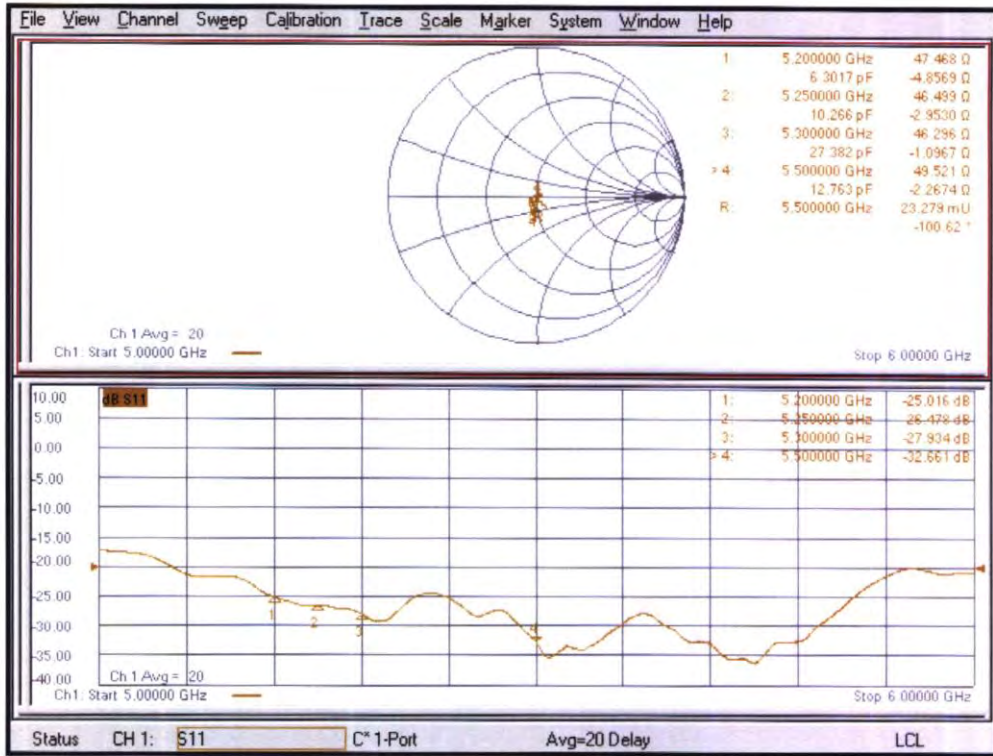 File View Channel Sweep Calibration Trace Scale Marker System Window Help
1: 5.200000 GHz 47.468 Ω
6.3017 pF -4.8569 Ω
2: 5.250000 GHz 46.499 Ω
10.266 pF -2.9530 Ω
3: 5.300000 GHz 46.296 Ω
27.382 pF -1.0967 Ω
> 4: 5.500000 GHz 49.521 Ω
12.763 pF -2.2674 Ω
R: 5.500000 GHz 23.279 mU
-100.62 °
Ch 1 Avg = 20
Ch1: Start 5.00000 GHz
Stop 6.00000 GHz
10.00
dB S11
1: 5.200000 GHz -25.016 dB
5.00
2: 5.250000 GHz -26.478 dB
3: 5.300000 GHz -27.934 dB
0.00
> 4: 5.500000 GHz -32.661 dB
-5.00
-10.00
-15.00
-20.00
-25.00
1
2
3
4
-30.00
-35.00
-40.00
Ch 1 Avg = 20
Ch1: Start 5.00000 GHz
Stop 6.00000 GHz
Status CH 1: S11 C* 1-Port Avg=20 Delay LCL